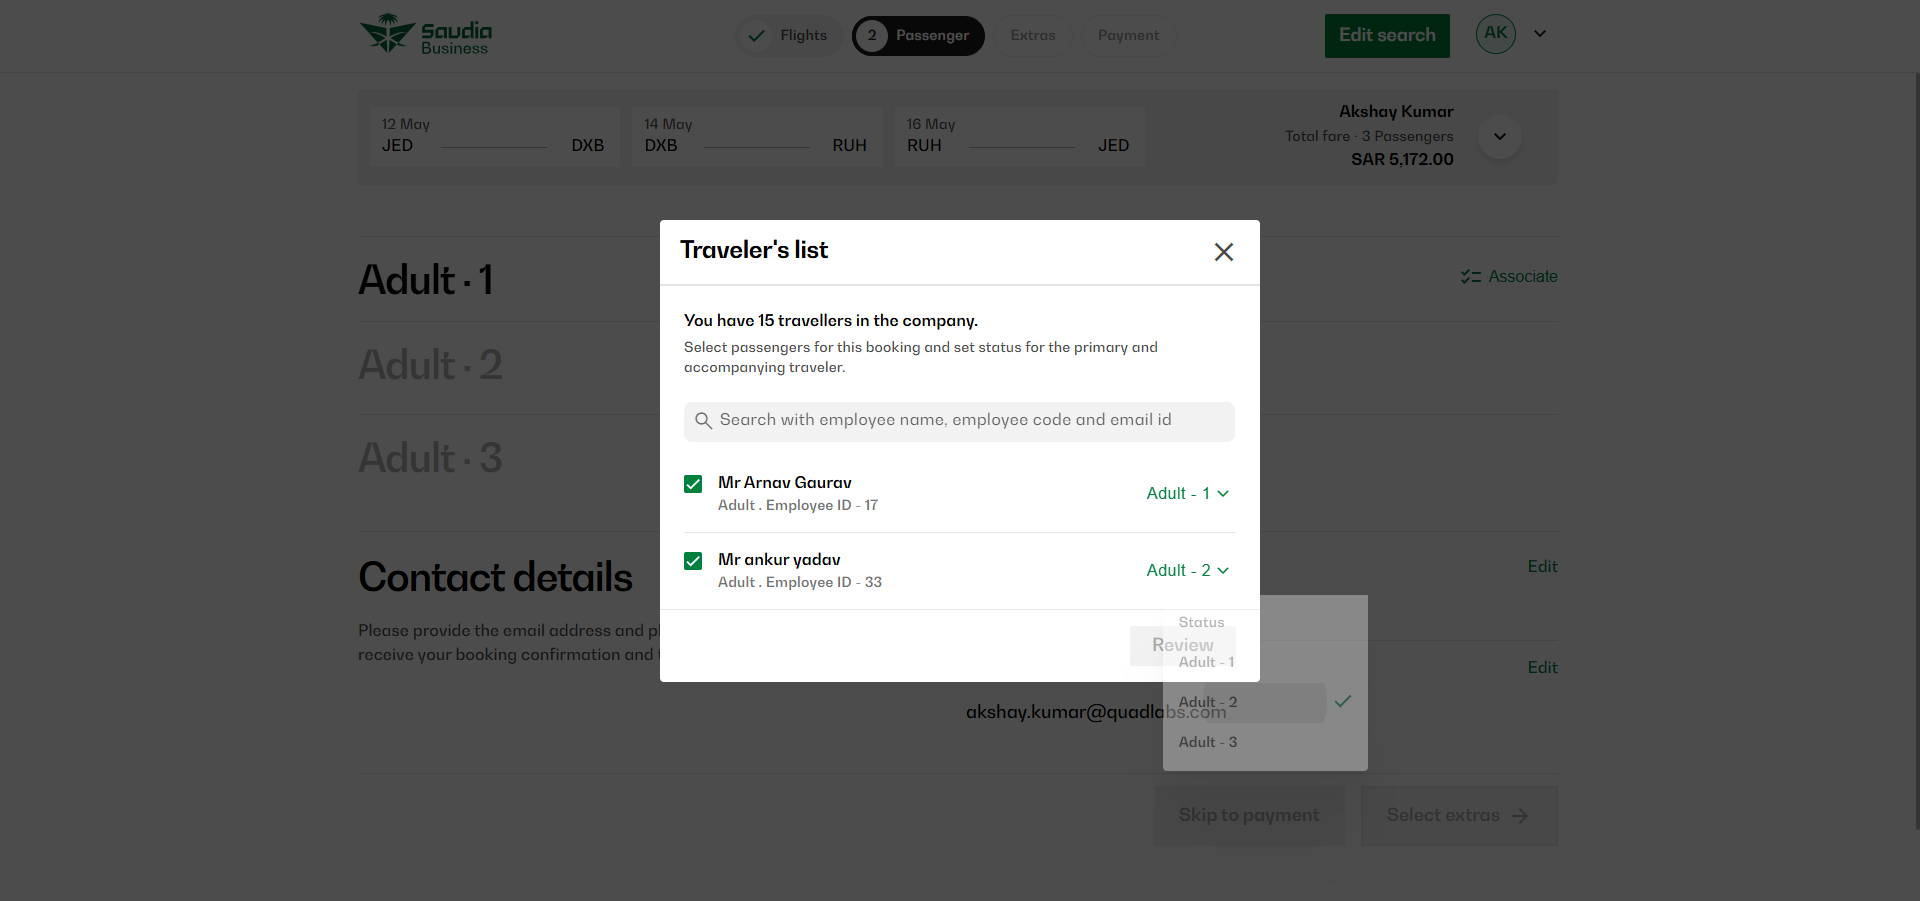 Saudia
Business
Flights
2 Passenger
Extras
Payment
Edit search
AK
12 May
JED DXB
14 May
DXB RUH
16 May
RUH JED
Akshay Kumar
Total fare · 3 Passengers
SAR 5,172.00
Adult · 1
Associate
Adult · 2
Adult · 3
Traveler's list
You have 15 travellers in the company.
Select passengers for this booking and set status for the primary and
accompanying traveler.
Search with employee name, employee code and email id
Mr Arnav Gaurav
Adult . Employee ID - 17
Adult - 1
Mr ankur yadav
Adult . Employee ID - 33
Adult - 2
Status
Review
Adult - 1
Adult - 2
Adult - 3
Contact details
Edit
Please provide the email address and
receive your booking confirmation and
Edit
akshay.kumar@quadlabs.com
Skip to payment
Select extras